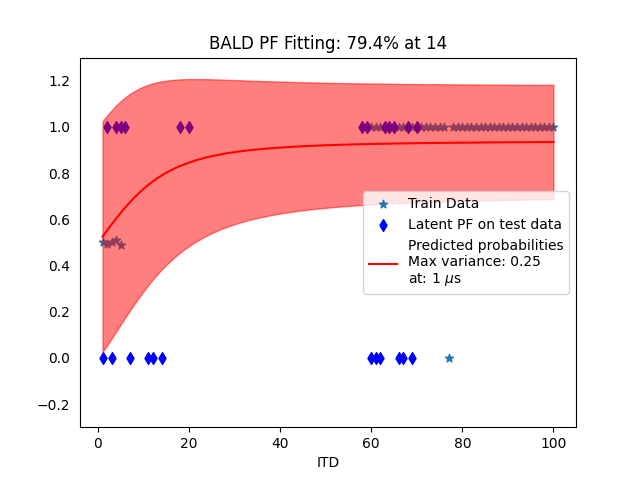 BALD PF Fitting: 79.4% at 14
1.2
1.0
0.8
0.6
0.4
0.2
0.0
−0.2
Train Data
Latent PF on test data
Predicted probabilities
Max variance: 0.25
at: 1 μs
0 20 40 60 80 100
ITD